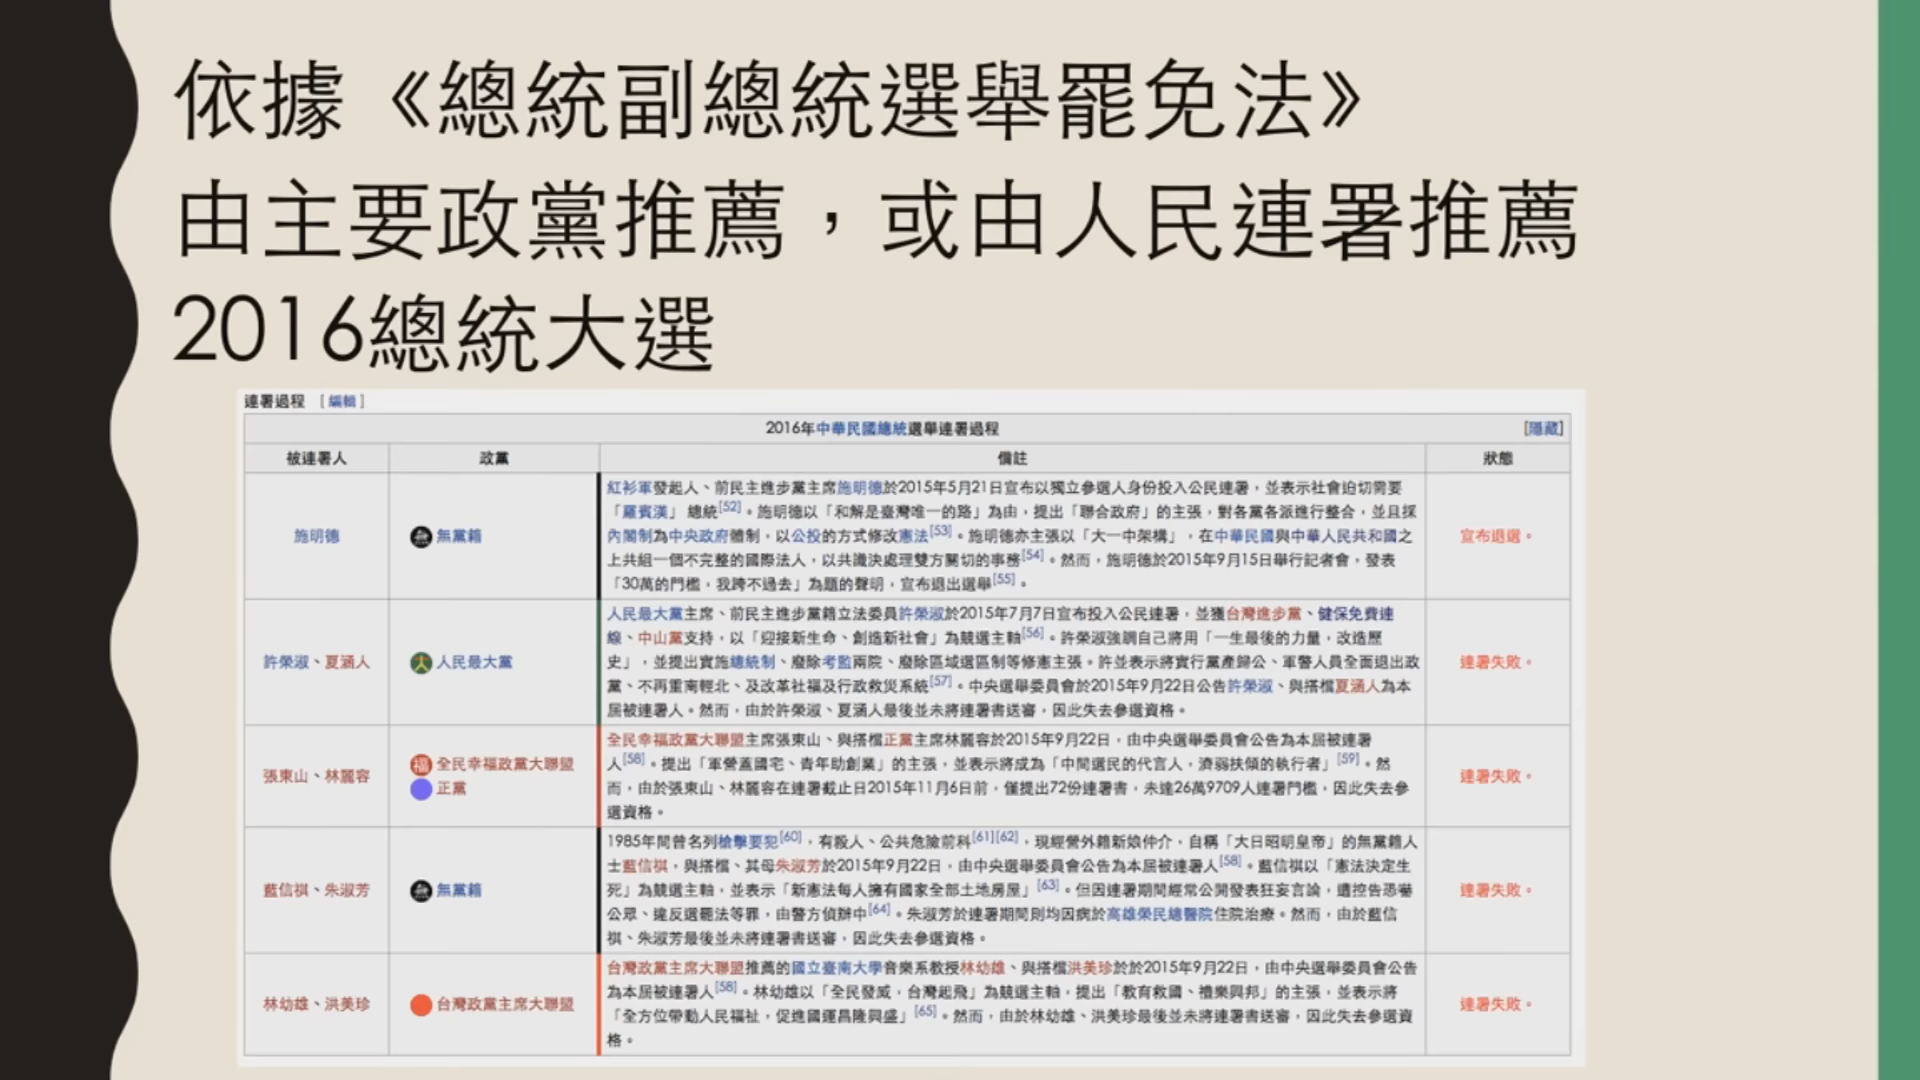 依據《總統副總統選舉罷免法》
由主要政黨推薦，或由人民連署推薦
2016總統大選
連署過程 [編輯]
2016年中華民國總統選舉連署過程 [隱藏]
被連署人 政黨 備註 狀態
施明德 無黨籍 宣布退選。
紅衫軍發起人、前民主進步黨主席施明德於2015年5月21日宣布以獨立參選人身份投入公民連署，並表示社會迫切需要
「羅賓漢」總統[52]。施明德以「和解是臺灣唯一的路」為由，提出「聯合政府」的主張，對各黨各派進行整合，並且採
內閣制為中央政府體制，以公投的方式修改憲法[53]。施明德亦主張以「大一中架構」，在中華民國與中華人民共和國之
上共組一個不完整的國際法人，以共識決處理雙方關切的事務[54]。然而，施明德於2015年9月15日舉行記者會，發表
「30萬的門檻，我跨不過去」為題的聲明，宣布退出選舉[55]。
許榮淑、夏涵人 人民最大黨 連署失敗。
人民最大黨主席、前民主進步黨籍立法委員許榮淑於2015年7月7日宣布投入公民連署，並獲台灣進步黨、健保免費連
線、中山黨支持，以「迎接新生命、創造新社會」為競選主軸[56]。許榮淑強調自己將用「一生最後的力量，改造歷
史」，並提出實施總統制、廢除考監兩院、廢除區域選區制等修憲主張。許並表示將實行黨產歸公、軍警人員全面退出政
黨、不再重南輕北、及改革社福及行政救災系統[57]。中央選舉委員會於2015年9月22日公告許榮淑、與搭檔夏涵人為本
屆被連署人。然而，由於許榮淑、夏涵人最後並未將連署書送審，因此失去參選資格。
張東山、林麗容 全民幸福政黨大聯盟 正黨 連署失敗。
全民幸福政黨大聯盟主席張東山、與搭檔正黨主席林麗容於2015年9月22日，由中央選舉委員會公告為本屆被連署
人[58]。提出「軍營蓋國宅、青年助創業」的主張，並表示將成為「中間選民的代言人，濟弱扶傾的執行者」[59]。然
而，由於張東山、林麗容在連署截止日2015年11月6日前，僅提出72份連署書，未達26萬9709人連署門檻，因此失去參
選資格。
藍信祺、朱淑芳 無黨籍 連署失敗。
1985年間曾名列槍擊要犯[60]，有殺人、公共危險前科[61][62]，現經營外籍新娘仲介，自稱「大日昭明皇帝」的無黨籍人
士藍信祺，與搭檔、其母朱淑芳於2015年9月22日，由中央選舉委員會公告為本屆被連署人[58]。藍信祺以「憲法決定生
死」為競選主軸，並表示「新憲法每人擁有國家全部土地房屋」[63]。但因連署期間經常公開發表狂妄言論，遭控告恐嚇
公眾、違反選罷法等罪，由警方偵辦中[64]。朱淑芳於連署期間則均因病於高雄榮民總醫院住院治療。然而，由於藍信
祺、朱淑芳最後並未將連署書送審，因此失去參選資格。
林幼雄、洪美珍 台灣政黨主席大聯盟 連署失敗。
台灣政黨主席大聯盟推薦的國立臺南大學音樂系教授林幼雄、與搭檔洪美珍於於2015年9月22日，由中央選舉委員會公告
為本屆被連署人[58]。林幼雄以「全民發威，台灣起飛」為競選主軸，提出「教育救國、禮樂興邦」的主張，並表示將
「全方位帶動人民福祉，促進國運昌隆興盛」[65]。然而，由於林幼雄、洪美珍最後並未將連署書送審，因此失去參選資
格。